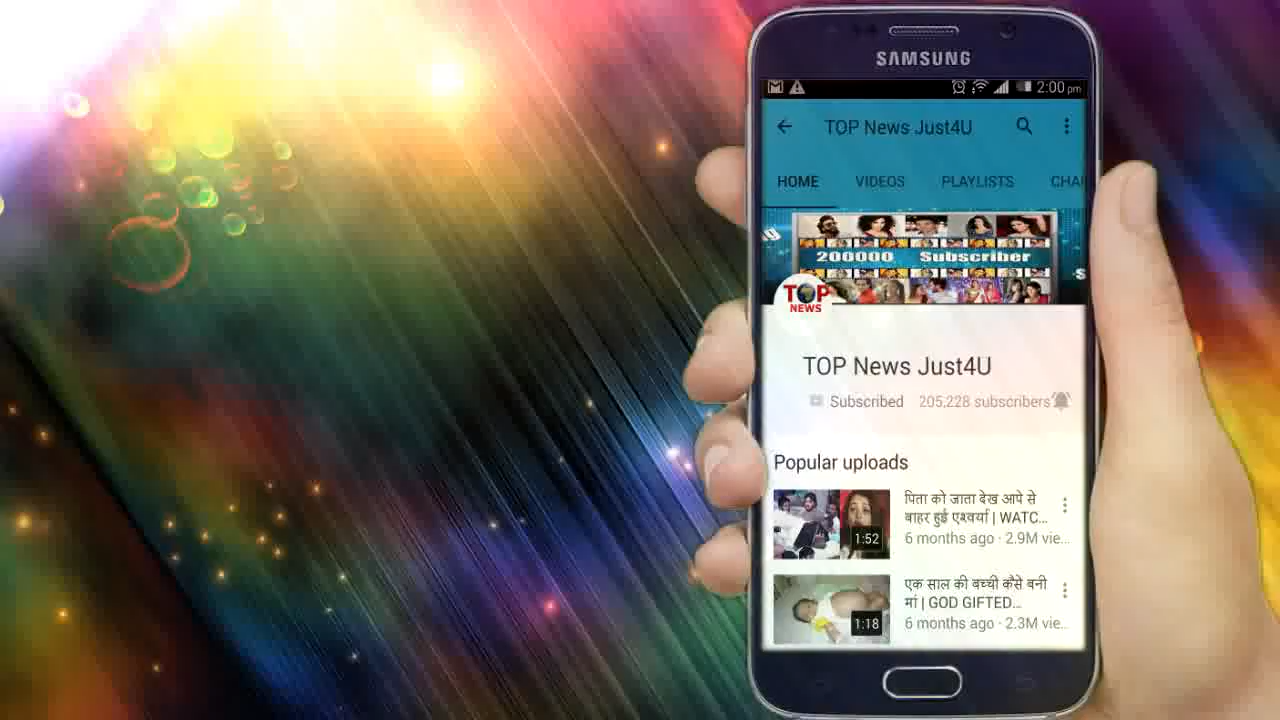 SAMSUNG
2:00 pm
TOP News Just4U
HOME VIDEOS PLAYLISTS CHA
200000 Subscriber
TOP
NEWS
TOP News Just4U
Subscribed 205,228 subscribers
Popular uploads
पिता को जाता देख आपे से
बाहर हुई एश्वर्या | WATC...
6 months ago · 2.9M vie...
1:52
एक साल की बच्ची कैसे बनी
मां | GOD GIFTED...
6 months ago · 2.3M vie...
1:18